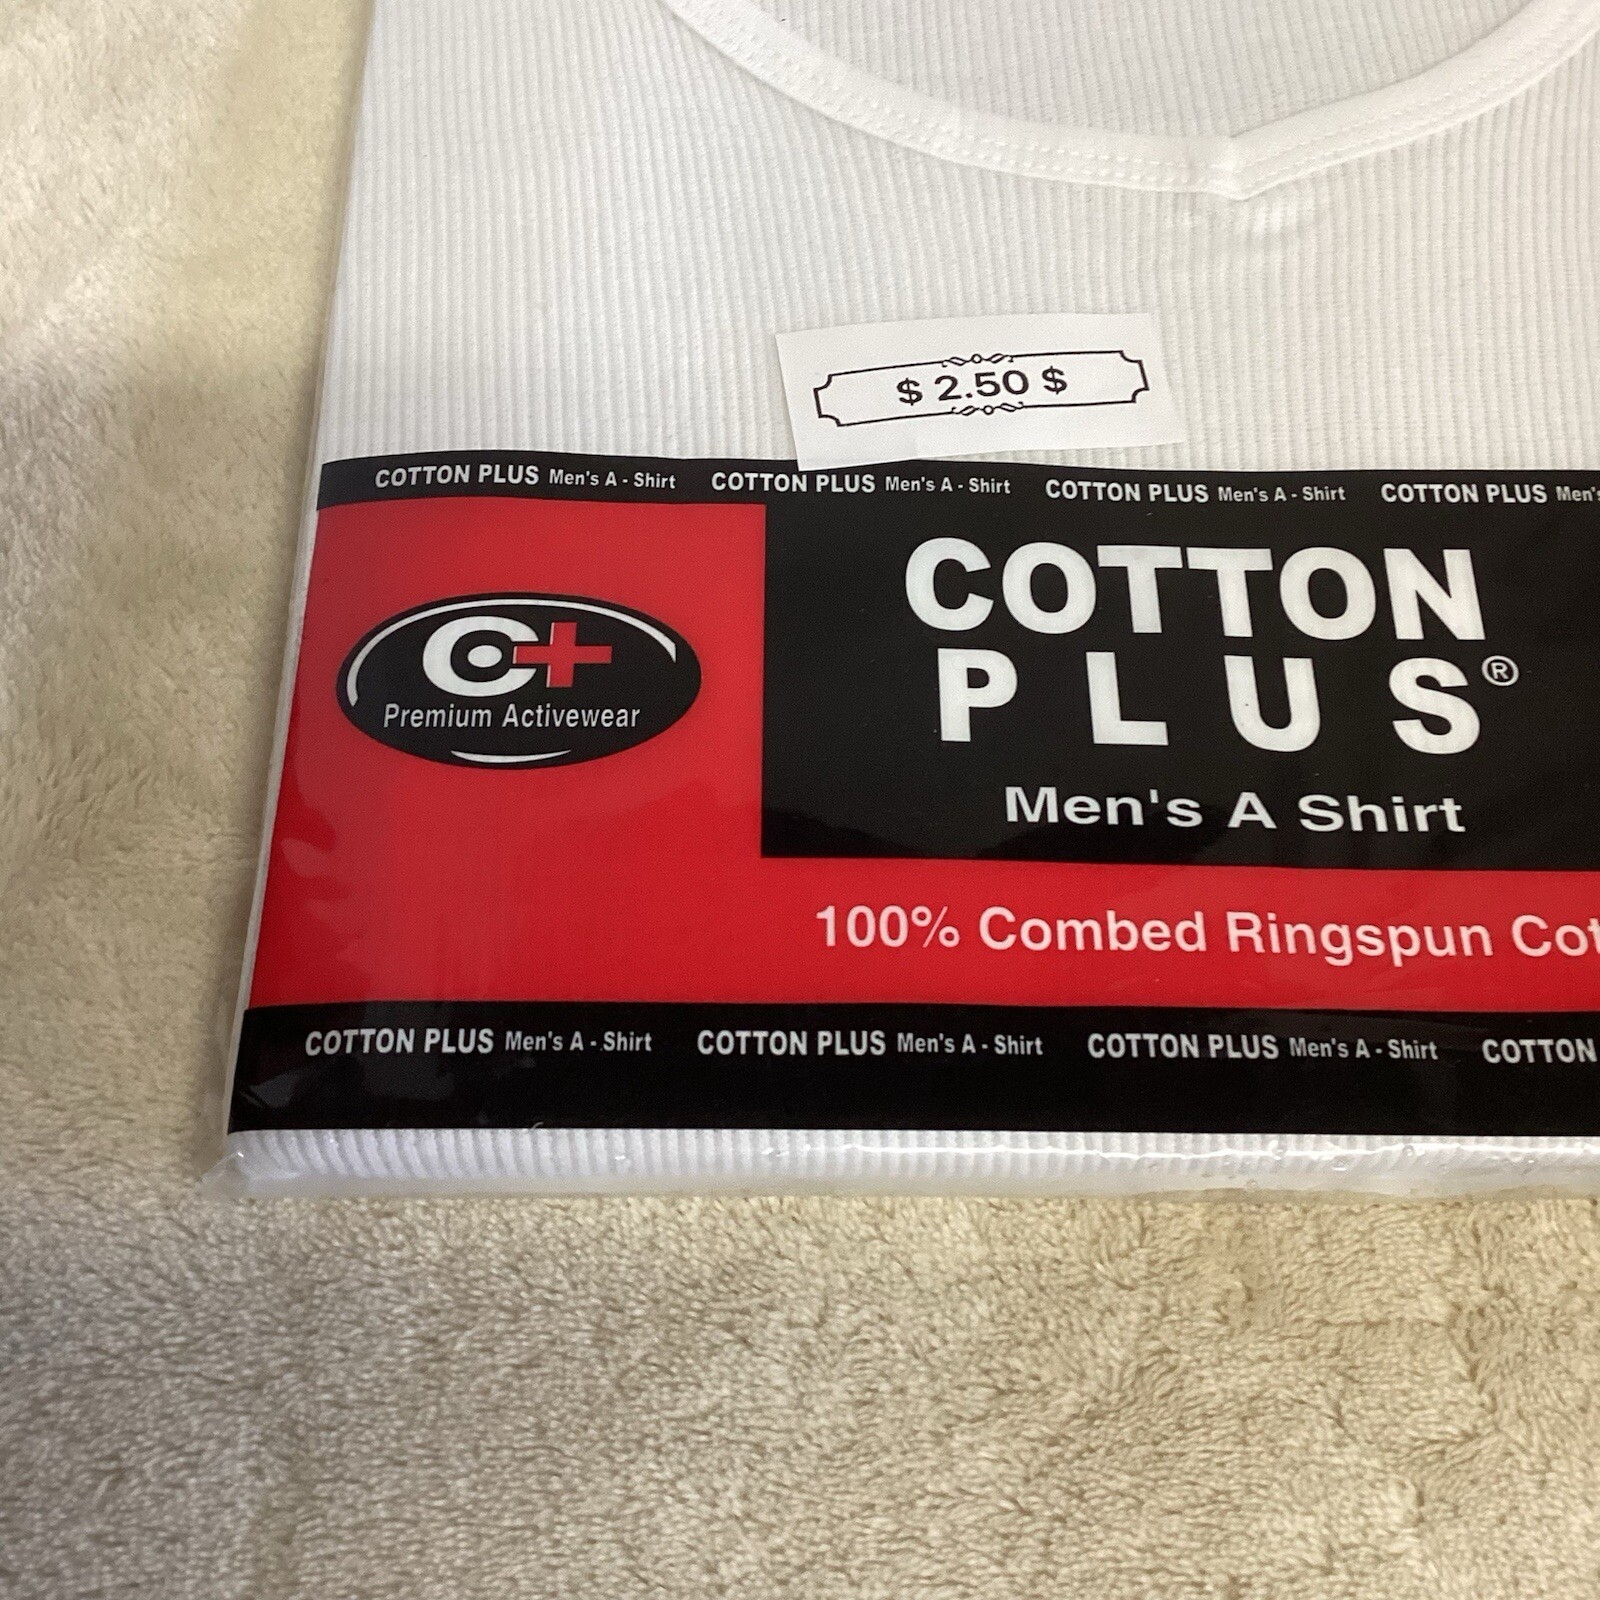 $ 2.50 $
COTTON PLUS Men's A - Shirt COTTON PLUS Men's A - Shirt COTTON PLUS Men's A - Shirt COTTON PLUS Men's
C+
Premium Activewear
COTTON
PLUS®
Men's A Shirt
100% Combed Ringspun Cot
COTTON PLUS Men's A - Shirt COTTON PLUS Men's A - Shirt COTTON PLUS Men's A - Shirt COTTON